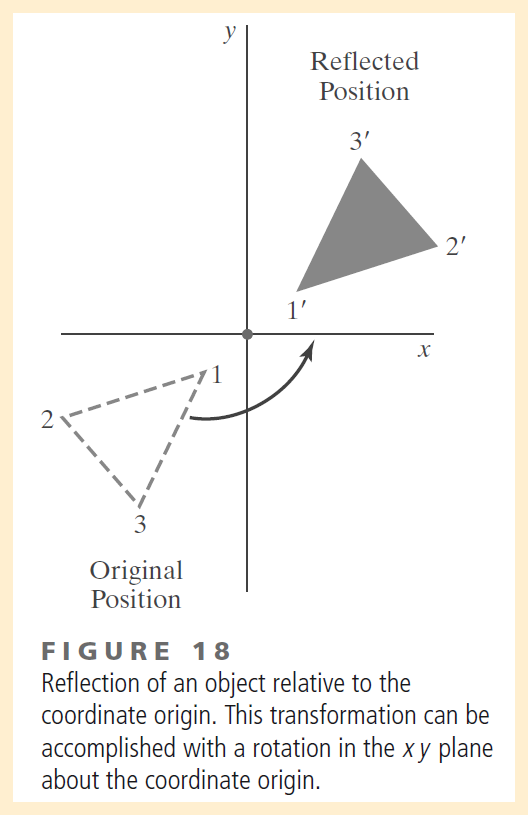 y
Reflected
Position
3′
2′
1′
x
1
2
3
Original
Position
FIGURE 18
Reflection of an object relative to the
coordinate origin. This transformation can be
accomplished with a rotation in the x y plane
about the coordinate origin.